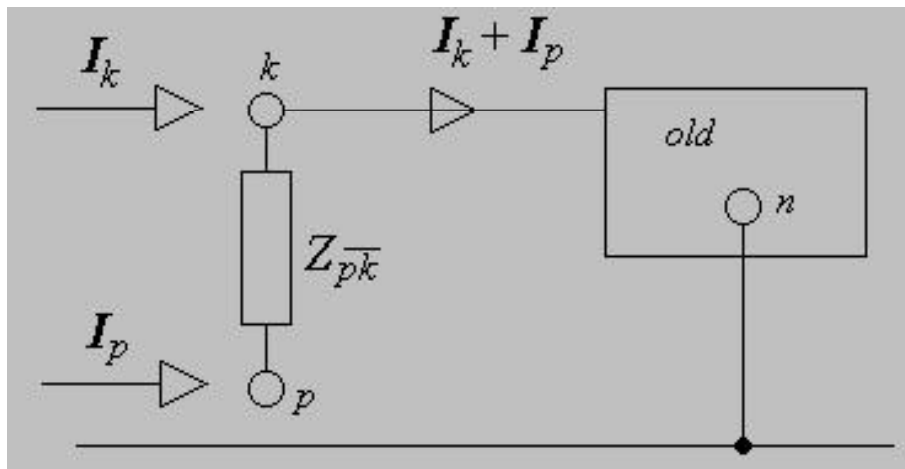 I_k
k
I_k + I_p
old
n
Z_pk̅
I_p
p